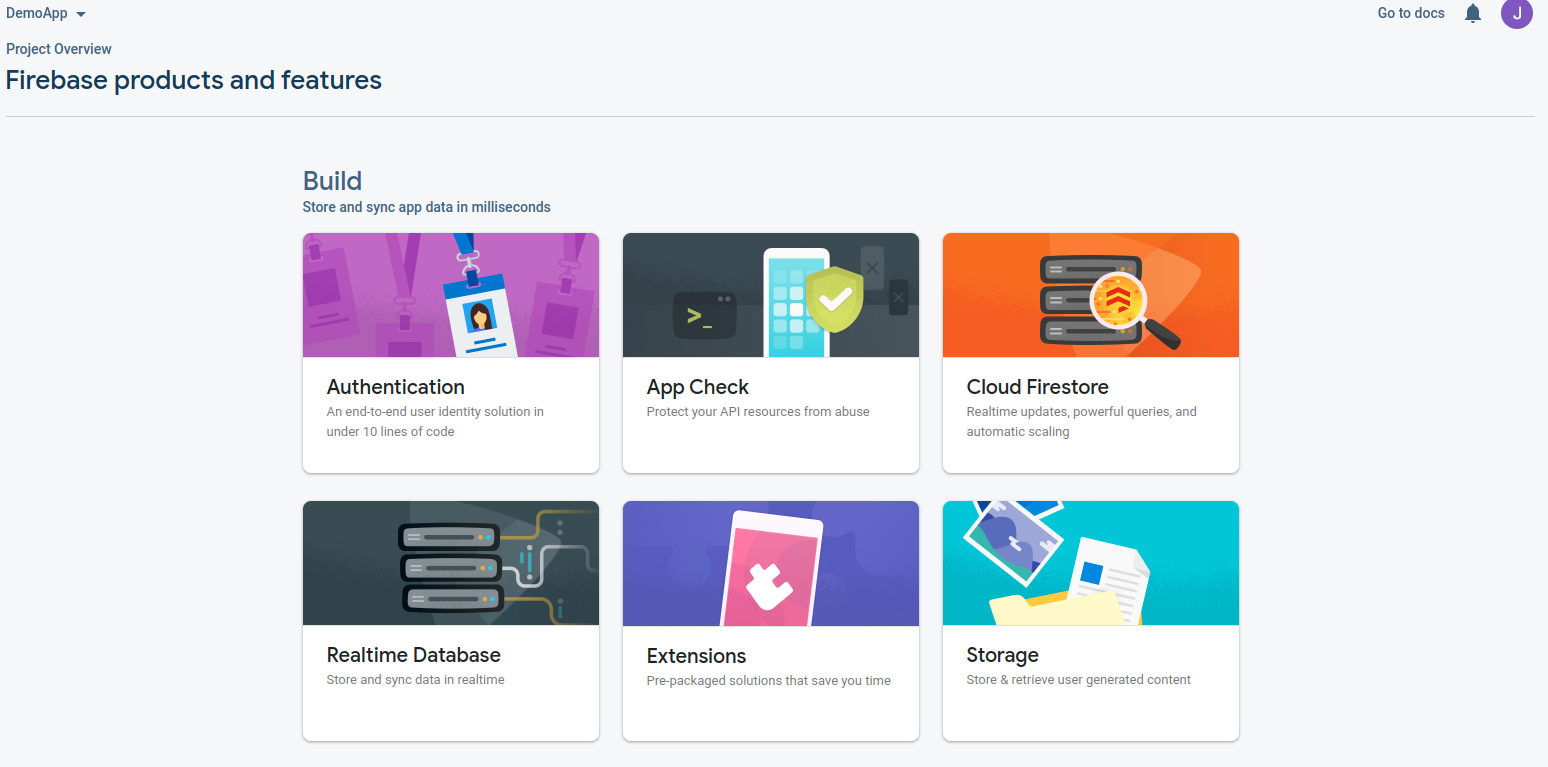 DemoApp
Go to docs
J
Project Overview
Firebase products and features
Build
Store and sync app data in milliseconds
Authentication
An end-to-end user identity solution in
under 10 lines of code
>_
App Check
Protect your API resources from abuse
Cloud Firestore
Realtime updates, powerful queries, and
automatic scaling
Realtime Database
Store and sync data in realtime
Extensions
Pre-packaged solutions that save you time
Storage
Store & retrieve user generated content